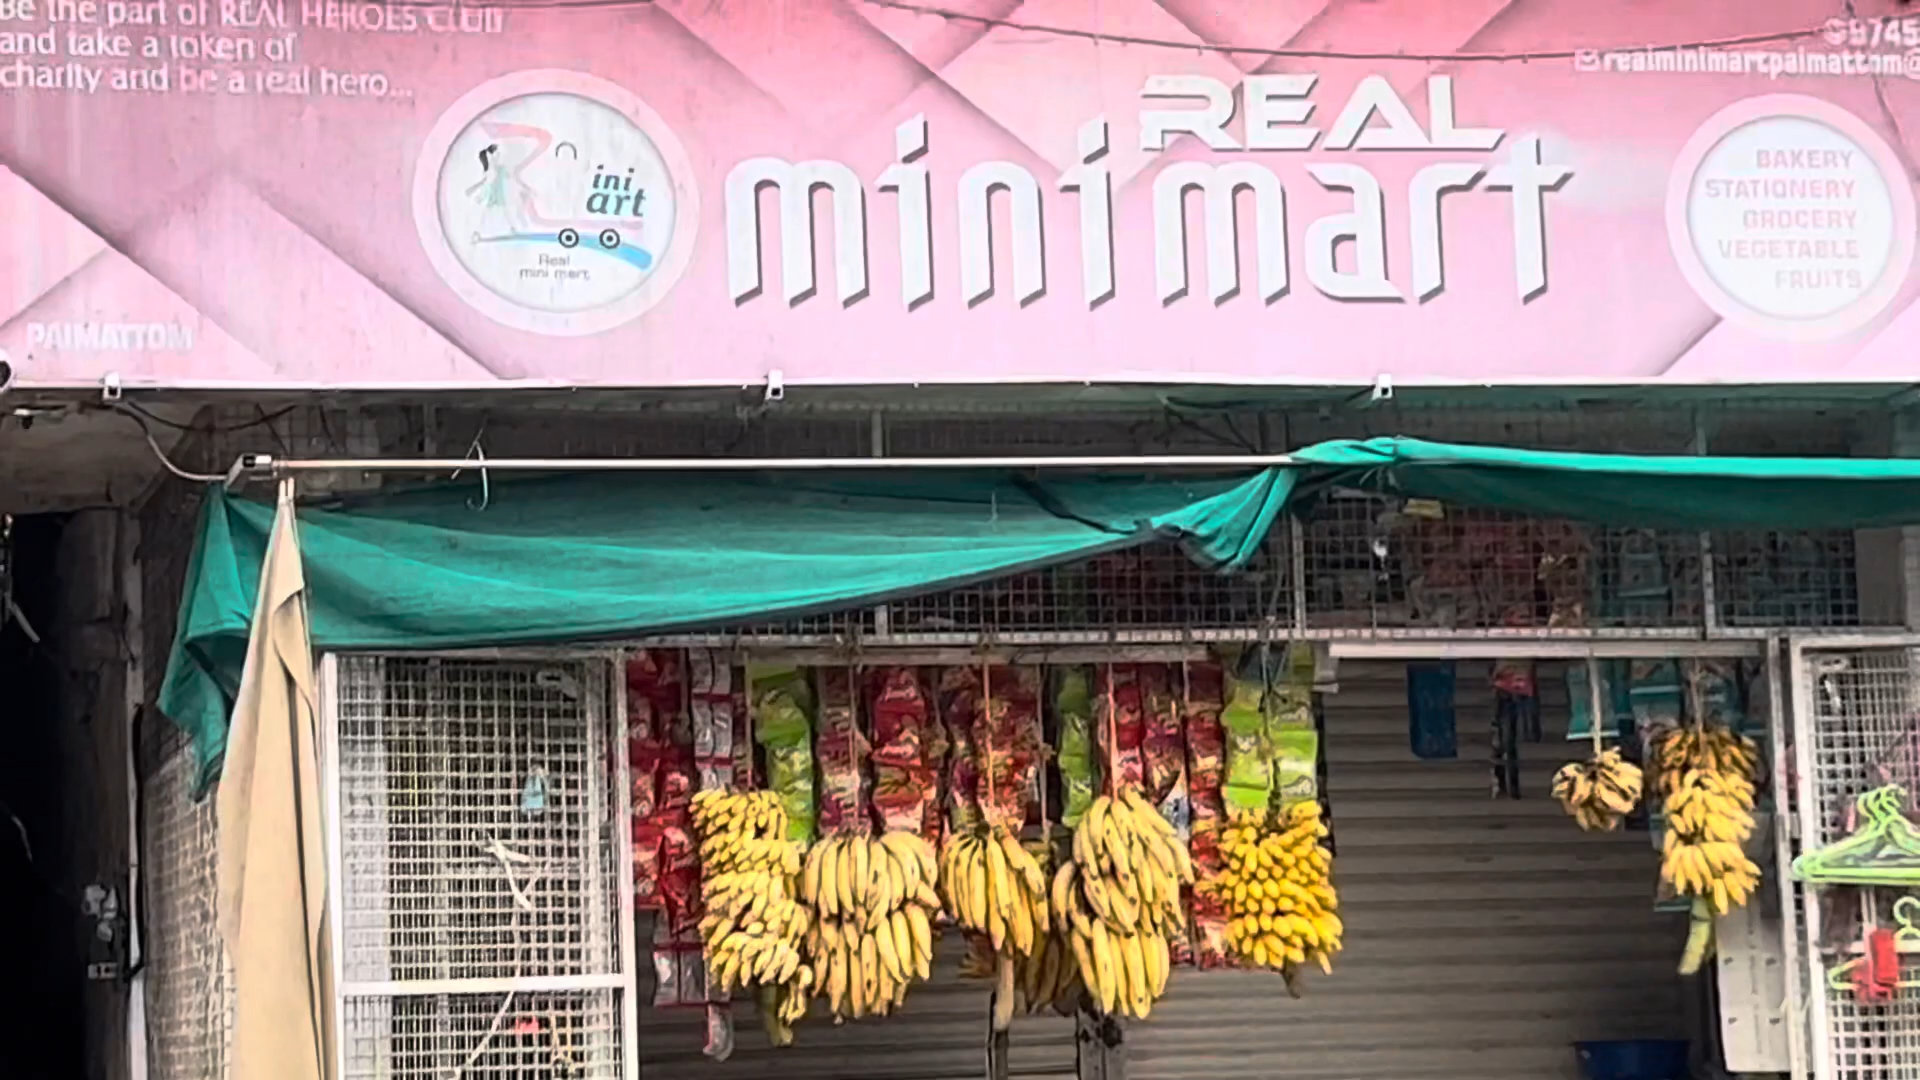 Be the part of REAL HEROES CLUB
and take a token of
charity and be a real hero...
9745
realminimartpaimattom@
REAL
minimart
ini
art
Real
mini mart
BAKERY
STATIONERY
GROCERY
VEGETABLE
FRUITS
PAIMATTOM